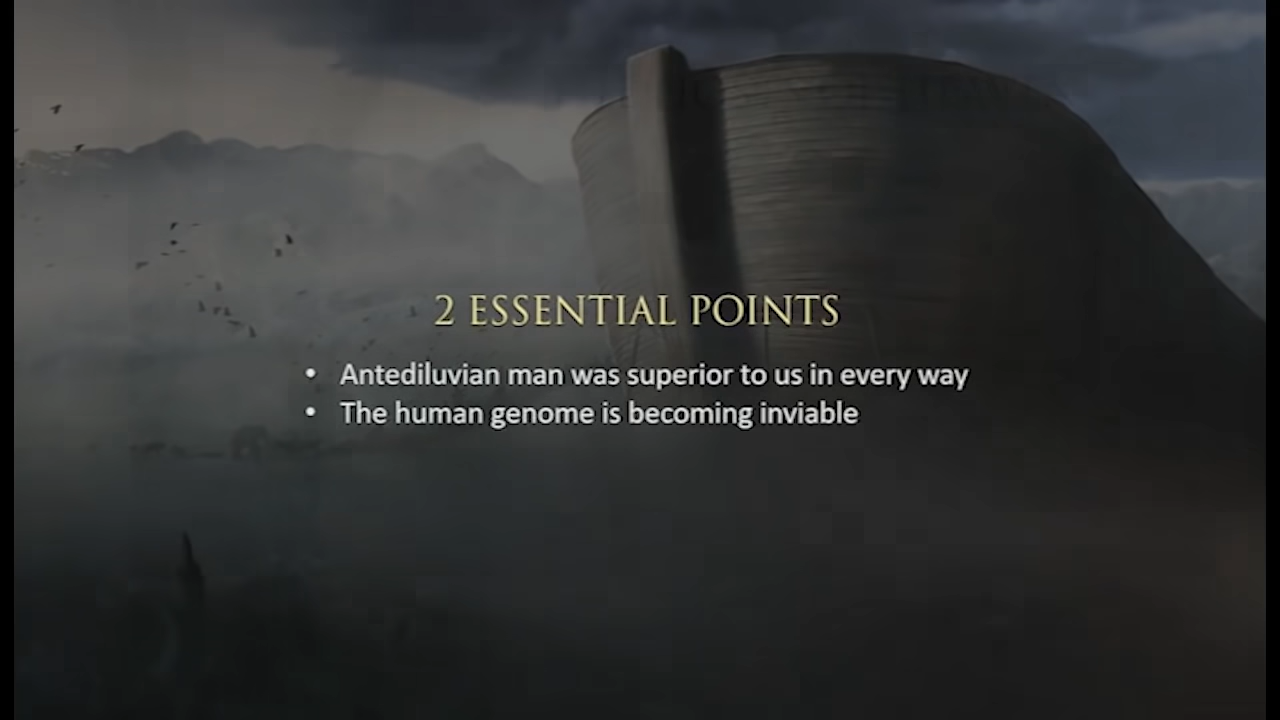 2 ESSENTIAL POINTS
• Antediluvian man was superior to us in every way
• The human genome is becoming inviable